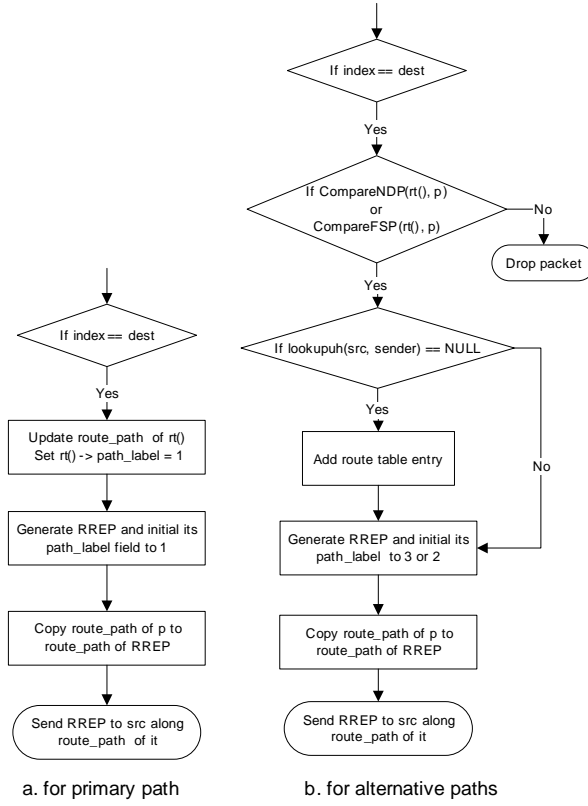 If index== dest
Yes
Update route_path of rt()
Set rt() -> path_label = 1
Generate RREP and initial its
path_label field to 1
Copy route_path of p to
route_path of RREP
Send RREP to src along
route_path of it
a. for primary path
If index== dest
Yes
If CompareNDP(rt(), p)
or
CompareFSP(rt(), p)
No
Drop packet
Yes
If lookupuh(src, sender) == NULL
Yes
No
Add route table entry
Generate RREP and initial its
path_label to 3 or 2
Copy route_path of p to
route_path of RREP
Send RREP to src along
route_path of it
b. for alternative paths